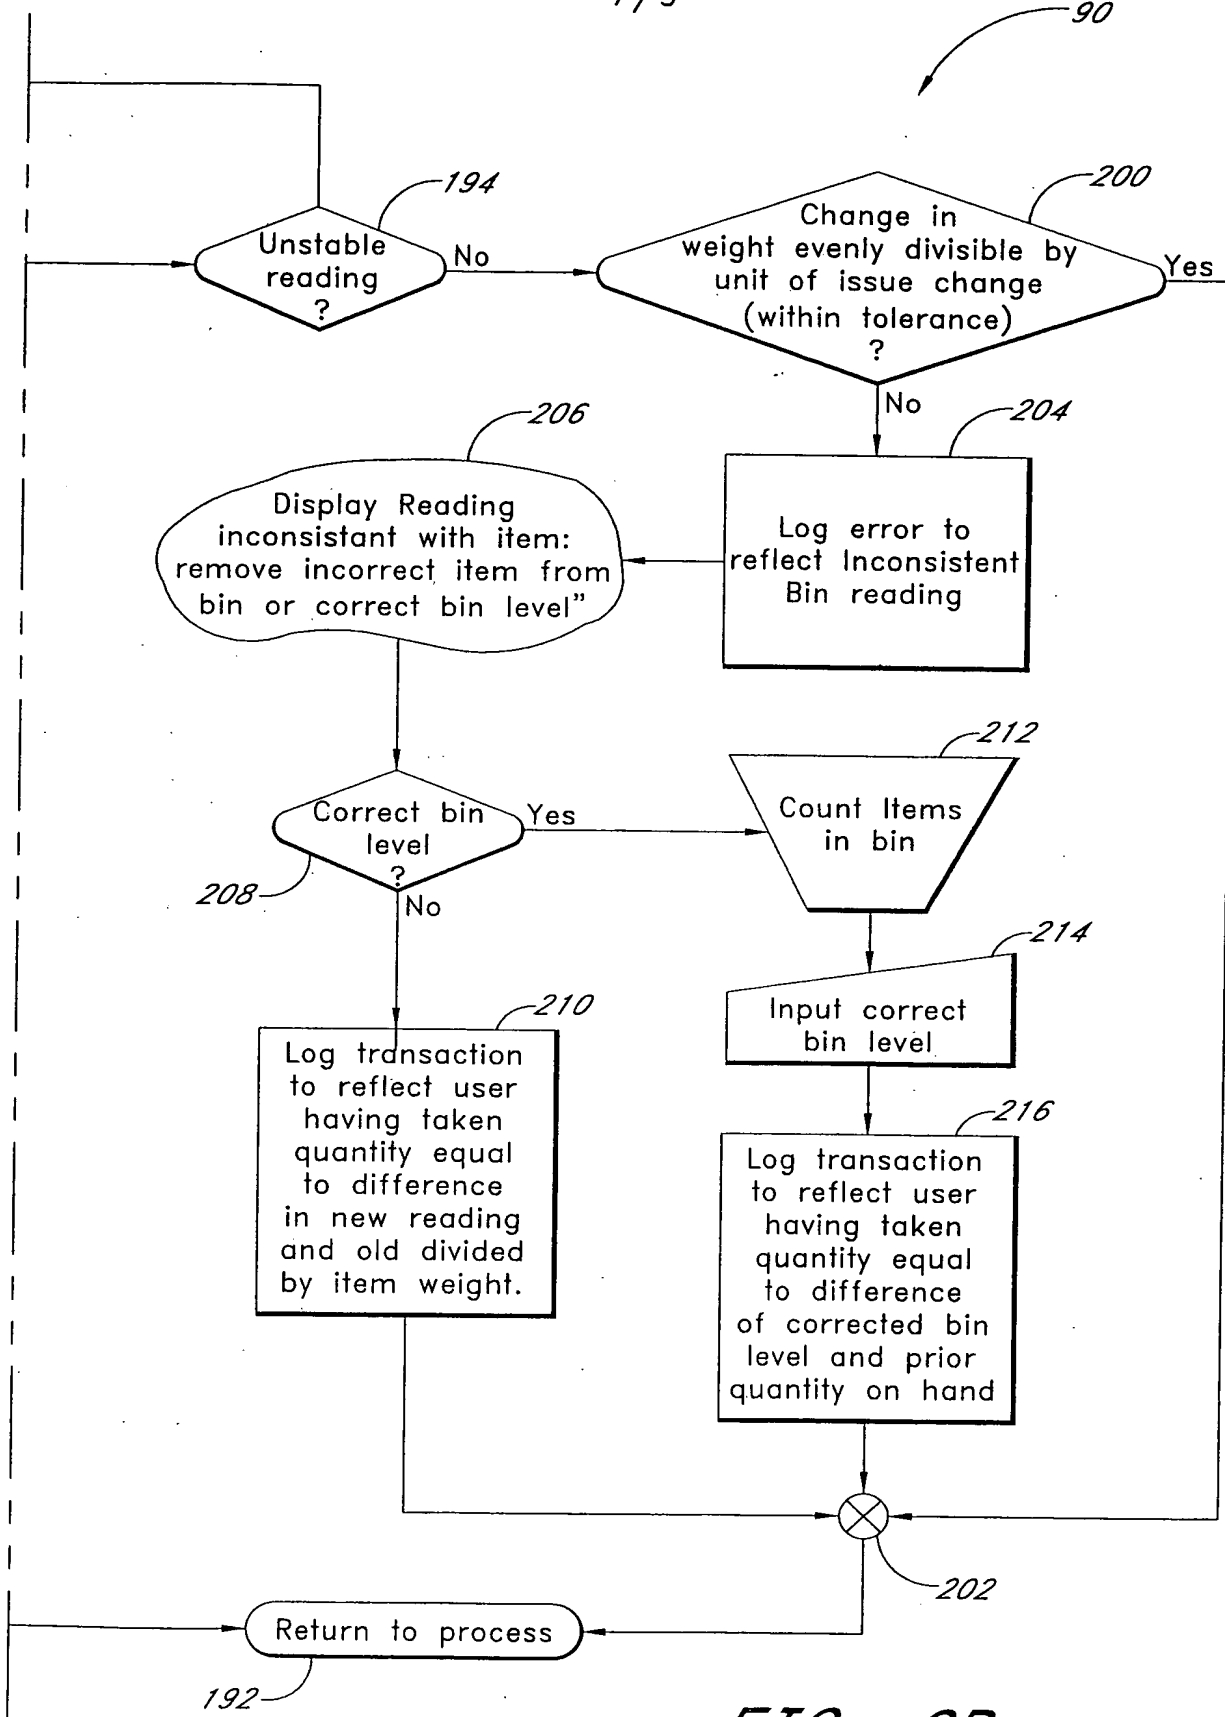 90
194
Unstable
reading
?
No
200
Change in
weight evenly divisible by
unit of issue change
(within tolerance)
?
Yes
No
206
Display Reading
inconsistant with item:
remove incorrect item from
bin or correct bin level”
204
Log error to
reflect Inconsistent
Bin reading
Correct bin
level
?
Yes
208
No
212
Count Items
in bin
214
Input correct
bin level
210
Log transaction
to reflect user
having taken
quantity equal
to difference
in new reading
and old divided
by item weight.
216
Log transaction
to reflect user
having taken
quantity equal
to difference
of corrected bin
level and prior
quantity on hand
202
Return to process
192